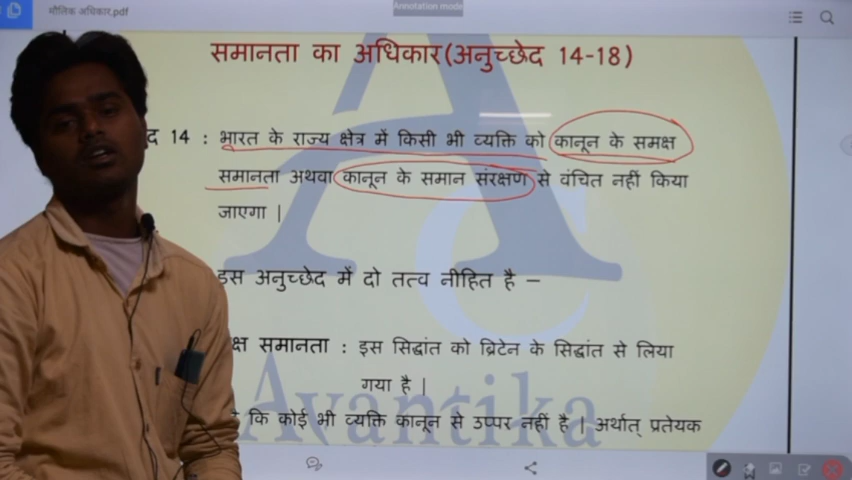 मौलिक अधिकार.pdf
Annotation mode
समानता का अधिकार(अनुच्छेद 14-18)
द 14 : भारत के राज्य क्षेत्र में किसी भी व्यक्ति को कानून के समक्ष
समानता अथवा कानून के समान संरक्षण से वंचित नहीं किया
जाएगा |
इस अनुच्छेद में दो तत्व नीहित है –
क्ष समानता : इस सिद्धांत को ब्रिटेन के सिद्धांत से लिया
गया है |
कि कोई भी व्यक्ति कानून से उप्पर नहीं है | अर्थात् प्रतेयक
Avantika